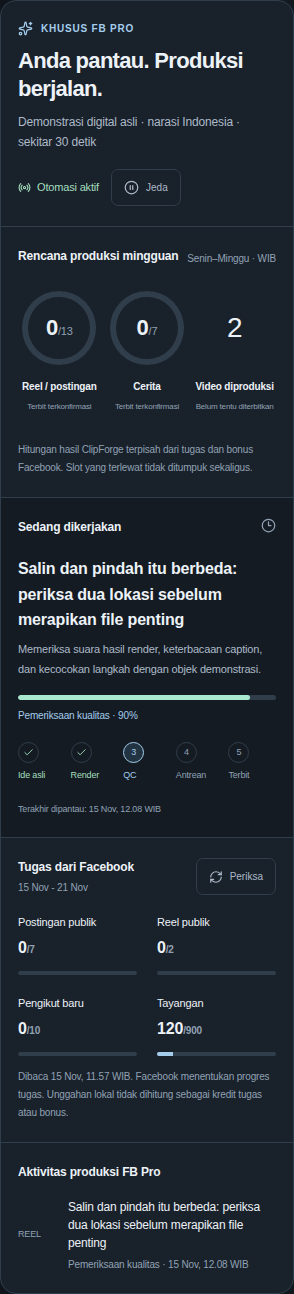 KHUSUS FB PRO
Anda pantau. Produksi
berjalan.
Demonstrasi digital asli · narasi Indonesia ·
sekitar 30 detik
Otomasi aktif
Jeda
Rencana produksi mingguan
Senin–Minggu · WIB
0/13
0/7
2
Reel / postingan
Cerita
Video diproduksi
Terbit terkonfirmasi
Terbit terkonfirmasi
Belum tentu diterbitkan
Hitungan hasil ClipForge terpisah dari tugas dan bonus
Facebook. Slot yang terlewat tidak ditumpuk sekaligus.
Sedang dikerjakan
Salin dan pindah itu berbeda:
periksa dua lokasi sebelum
merapikan file penting
Memeriksa suara hasil render, keterbacaan caption,
dan kecocokan langkah dengan objek demonstrasi.
Pemeriksaan kualitas · 90%
3
4
5
Ide asli
Render
QC
Antrean
Terbit
Terakhir dipantau: 15 Nov, 12.08 WIB
Tugas dari Facebook
15 Nov - 21 Nov
Periksa
Postingan publik
Reel publik
0/7
0/2
Pengikut baru
Tayangan
0/10
120/900
Dibaca 15 Nov, 11.57 WIB. Facebook menentukan progres
tugas. Unggahan lokal tidak dihitung sebagai kredit tugas
atau bonus.
Aktivitas produksi FB Pro
REEL
Salin dan pindah itu berbeda: periksa
dua lokasi sebelum merapikan file
penting
Pemeriksaan kualitas · 15 Nov, 12.08 WIB